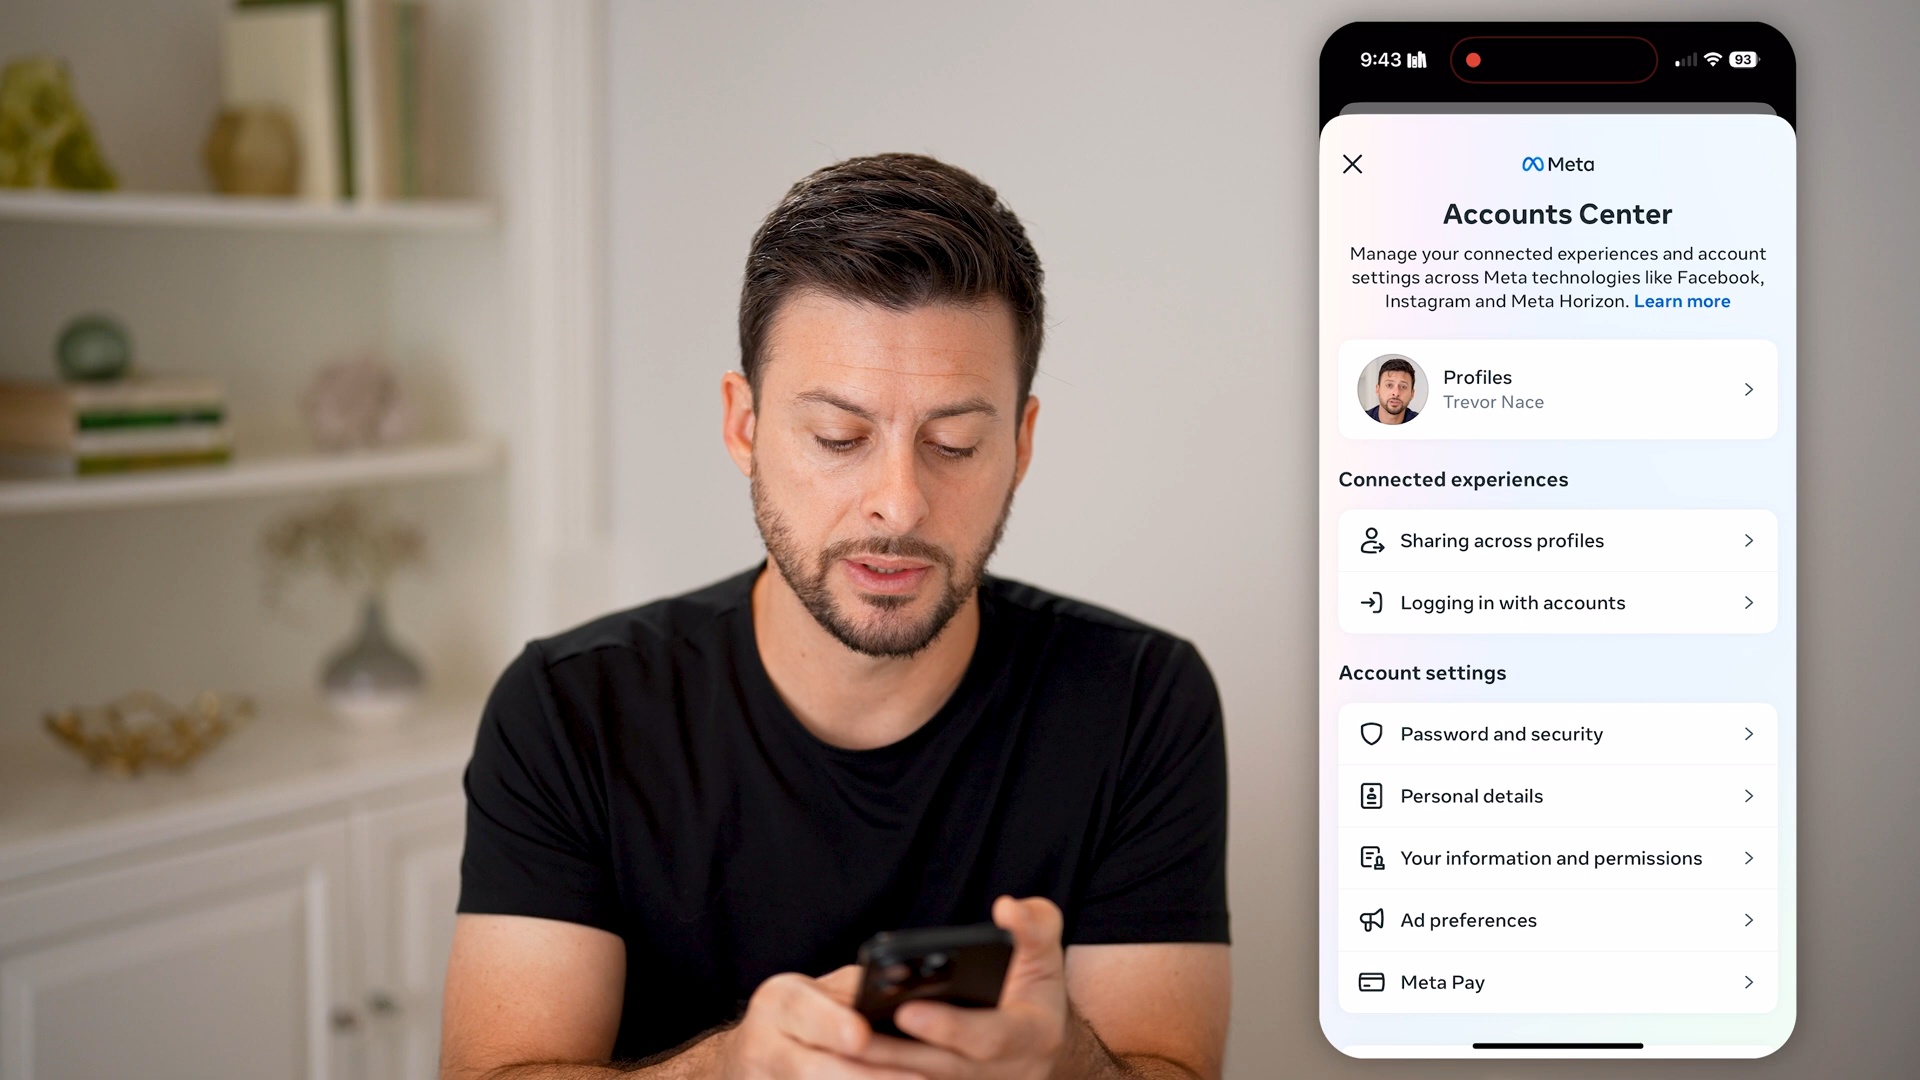 9:43
93
Meta
Accounts Center
Manage your connected experiences and account
settings across Meta technologies like Facebook,
Instagram and Meta Horizon. Learn more
Profiles
Trevor Nace
Connected experiences
Sharing across profiles
Logging in with accounts
Account settings
Password and security
Personal details
Your information and permissions
Ad preferences
Meta Pay